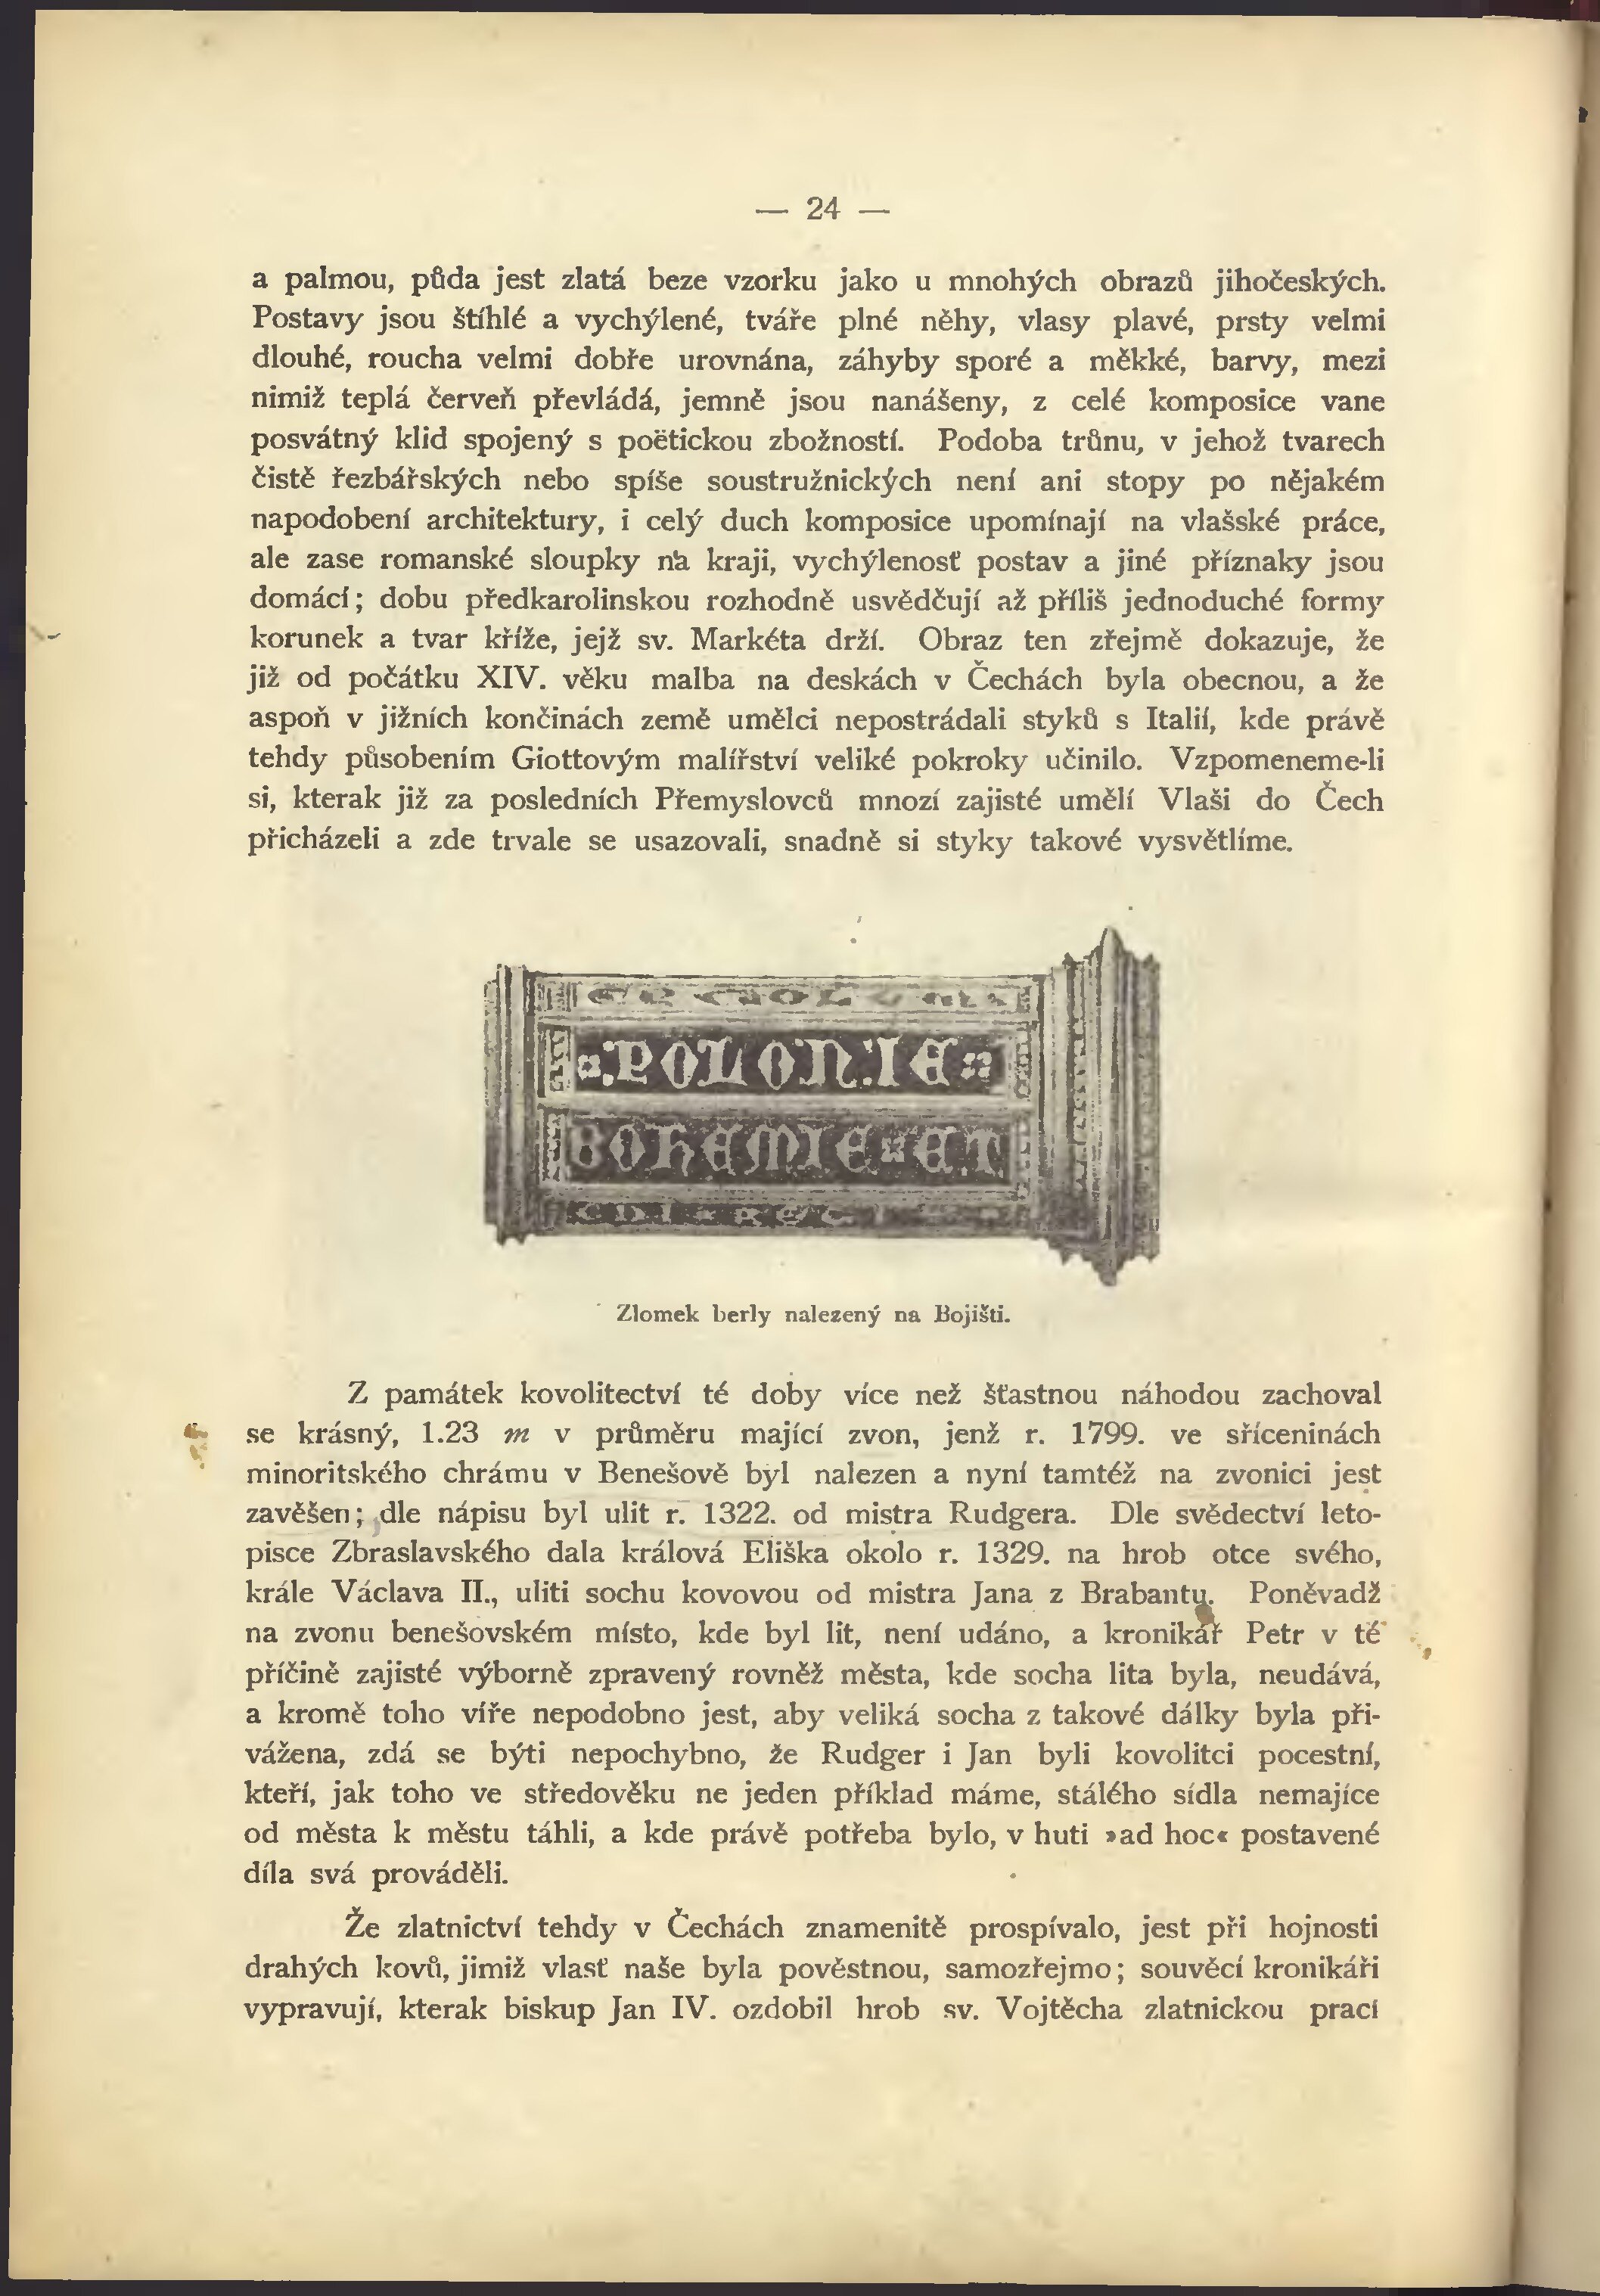 — 24 —
a palmou, půda jest zlatá beze vzorku jako u mnohých obrazů jihočeských.
Postavy jsou štíhlé a vychýlené, tváře plné něhy, vlasy plavé, prsty velmi
dlouhé, roucha velmi dobře urovnána, záhyby sporé a měkké, barvy, mezi
nimiž teplá červeň převládá, jemně jsou nanášeny, z celé komposice vane
posvátný klid spojený s poëtickou zbožností. Podoba trůnu, v jehož tvarech
čistě řezbářských nebo spíše soustružnických není ani stopy po nějakém
napodobení architektury, i celý duch komposice upomínají na vlašské práce,
ale zase romanské sloupky na kraji, vychýlenosť postav a jiné příznaky jsou
domácí; dobu předkarolinskou rozhodně usvědčují až příliš jednoduché formy
korunek a tvar kříže, jejž sv. Markéta drží. Obraz ten zřejmě dokazuje, že
již od počátku XIV. věku malba na deskách v Čechách byla obecnou, a že
aspoň v jižních končinách země umělci nepostrádali styků s Italií, kde právě
tehdy působením Giottovým malířství veliké pokroky učinilo. Vzpomeneme-li
si, kterak již za posledních Přemyslovců mnozí zajisté umělí Vlaši do Čech
přicházeli a zde trvale se usazovali, snadně si styky takové vysvětlíme.
POLONIE
BOHEMIE ET
Zlomek berly nalezený na Bojišti.
Z památek kovolitectví té doby více než šťastnou náhodou zachoval
se krásný, 1.23 m v průměru mající zvon, jenž r. 1799. ve sříceninách
minoritského chrámu v Benešově byl nalezen a nyní tamtéž na zvonici jest
zavěšen; dle nápisu byl ulit r. 1322. od mistra Rudgera. Dle svědectví leto-
pisce Zbraslavského dala králová Eliška okolo r. 1329. na hrob otce svého,
krále Václava II., uliti sochu kovovou od mistra Jana z Brabantu. Poněvadž
na zvonu benešovském místo, kde byl lit, není udáno, a kronikář Petr v té
příčině zajisté výborně zpravený rovněž města, kde socha lita byla, neudává,
a kromě toho víře nepodobno jest, aby veliká socha z takové dálky byla při-
vážena, zdá se býti nepochybno, že Rudger i Jan byli kovolitci pocestní,
kteří, jak toho ve středověku ne jeden příklad máme, stálého sídla nemajíce
od města k městu táhli, a kde právě potřeba bylo, v huti »ad hoc« postavené
díla svá prováděli.
Že zlatnictví tehdy v Čechách znamenitě prospívalo, jest při hojnosti
drahých kovů, jimiž vlasť naše byla pověstnou, samozřejmo; souvěcí kronikáři
vypravují, kterak biskup Jan IV. ozdobil hrob sv. Vojtěcha zlatnickou prací